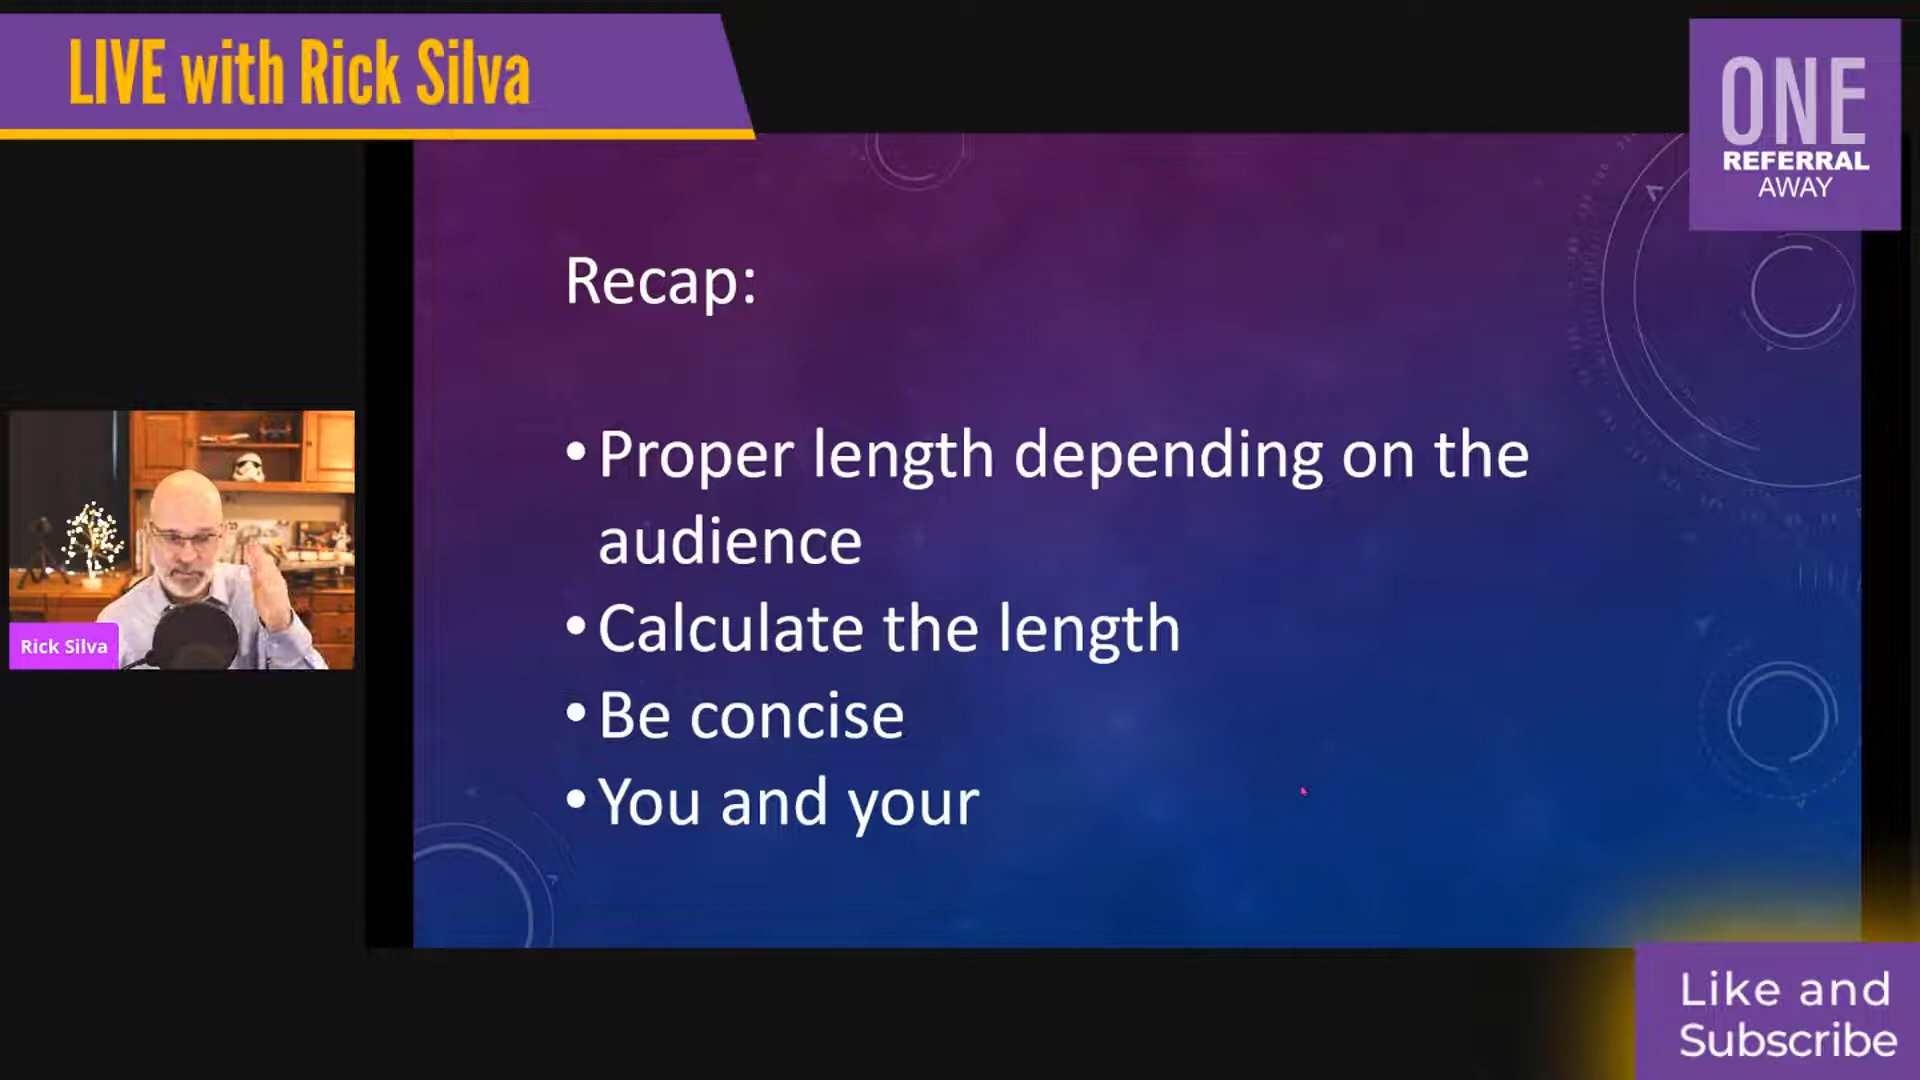 LIVE with Rick Silva
ONE
REFERRAL
AWAY
Recap:
• Proper length depending on the
audience
• Calculate the length
• Be concise
• You and your
Rick Silva
Like and
Subscribe